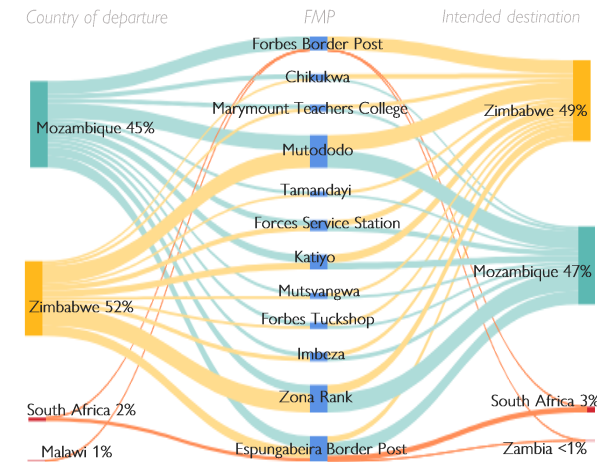 Country of departure
FMP
Intended destination
Forbes Border Post
Chikukwa
Marymount Teachers College
Mutododo
Tamandayi
Forces Service Station
Katiyo
Mutsvangwa
Forbes Tuckshop
Imbeza
Zona Rank
Espungabeira Border Post
Mozambique 45%
Zimbabwe 52%
South Africa 2%
Malawi 1%
Zimbabwe 49%
Mozambique 47%
South Africa 3%
Zambia <1%